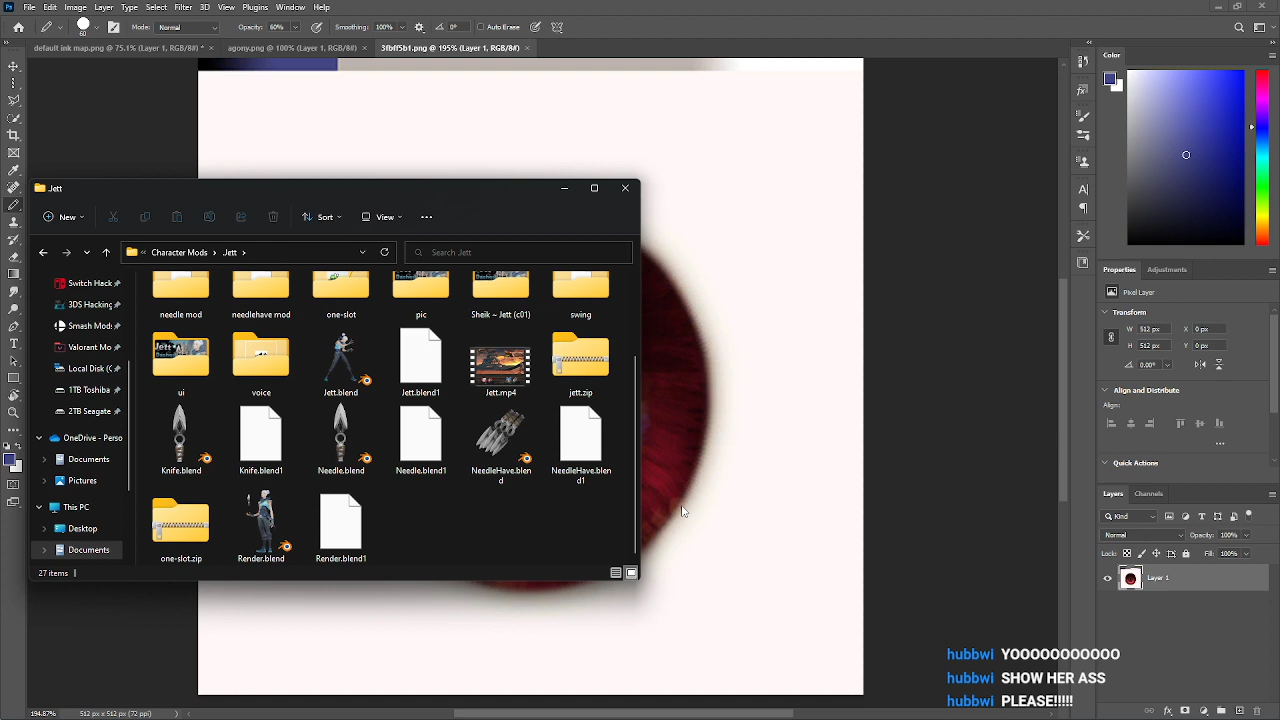 File Edit Image Layer Type Select Filter 3D View Plugins Window Help
Mode: Normal Opacity: 60% Smoothing: 100% 0° Auto Erase
60
default ink map.png @ 75.1% (Layer 1, RGB/8#) * × agony.png @ 100% (Layer 1, RGB/8#) × 3fbff5b1.png @ 195% (Layer 1, RGB/8#) ×
Jett
New Sort View
Character Mods > Jett >
Search Jett
Switch Hack
3DS Hacking
Smash Mods
Valorant Mo
Local Disk (
1TB Toshiba
2TB Seagate
OneDrive - Perso
Documents
Pictures
This PC
Desktop
Documents
needle mod
needlehave mod
one-slot
pic
Sheik ~ Jett (c01)
swing
ui
voice
Jett.blend
Jett.blend1
Jett.mp4
jett.zip
Knife.blend
Knife.blend1
Needle.blend
Needle.blend1
NeedleHave.blen
d
NeedleHave.blen
d1
one-slot.zip
Render.blend
Render.blend1
27 items
Color
Properties Adjustments
Pixel Layer
Transform
W 512 px X 0 px
H 512 px Y 0 px
0.00°
Align and Distribute
Align:
Quick Actions
Layers Channels
Kind
Normal Opacity: 100%
Lock: Fill: 100%
Layer 1
hubbwi YOOOOOOOOOOO
hubbwi SHOW HER ASS
hubbwi PLEASE!!!!!
194.87% 512 px x 512 px (72 ppi)